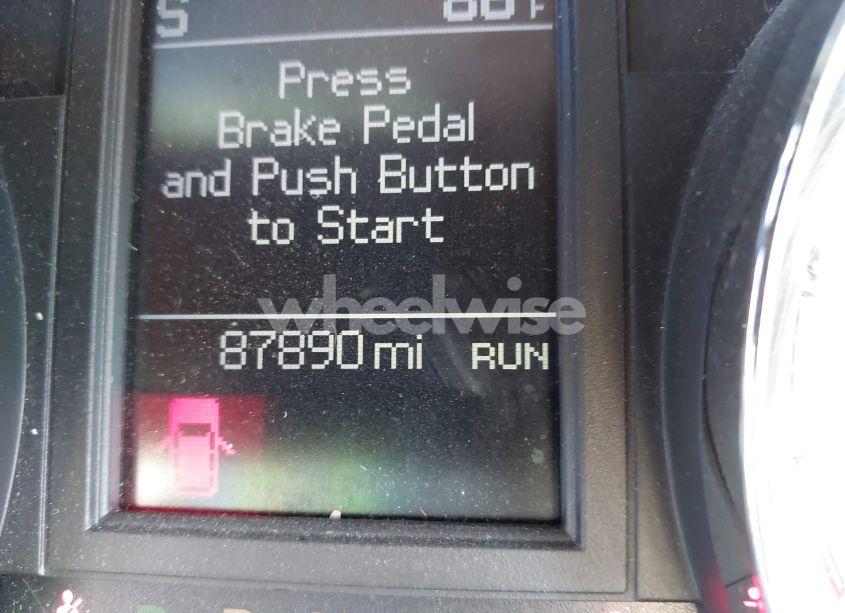 S
Press
Brake Pedal
and Push Button
to Start
wheelwise
87890 mi RUN